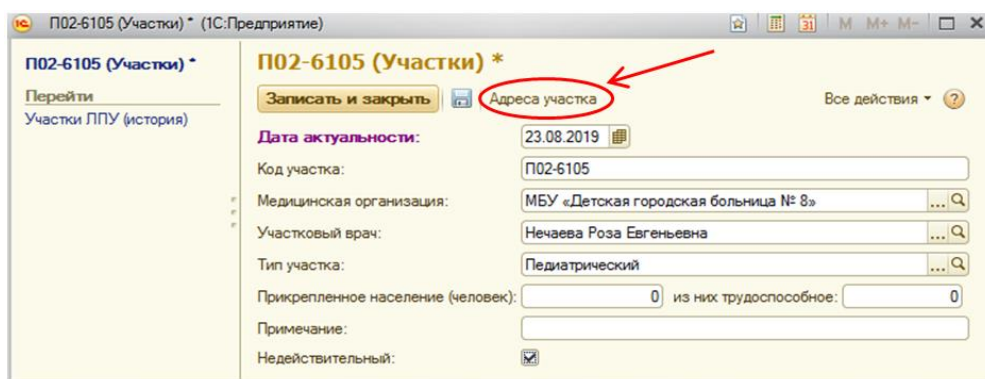 П02-6105 (Участки) * (1С:Предприятие)
31 M M+ M-
П02-6105 (Участки) *
Перейти
Участки ЛПУ (история)
П02-6105 (Участки) *
Записать и закрыть Адреса участка Все действия ?
Дата актуальности: 23.08.2019
Код участка: П02-6105
Медицинская организация: МБУ «Детская городская больница № 8» ...
Участковый врач: Нечаева Роза Евгеньевна ...
Тип участка: Педиатрический ...
Прикрепленное население (человек): 0 из них трудоспособное: 0
Примечание:
Недействительный: